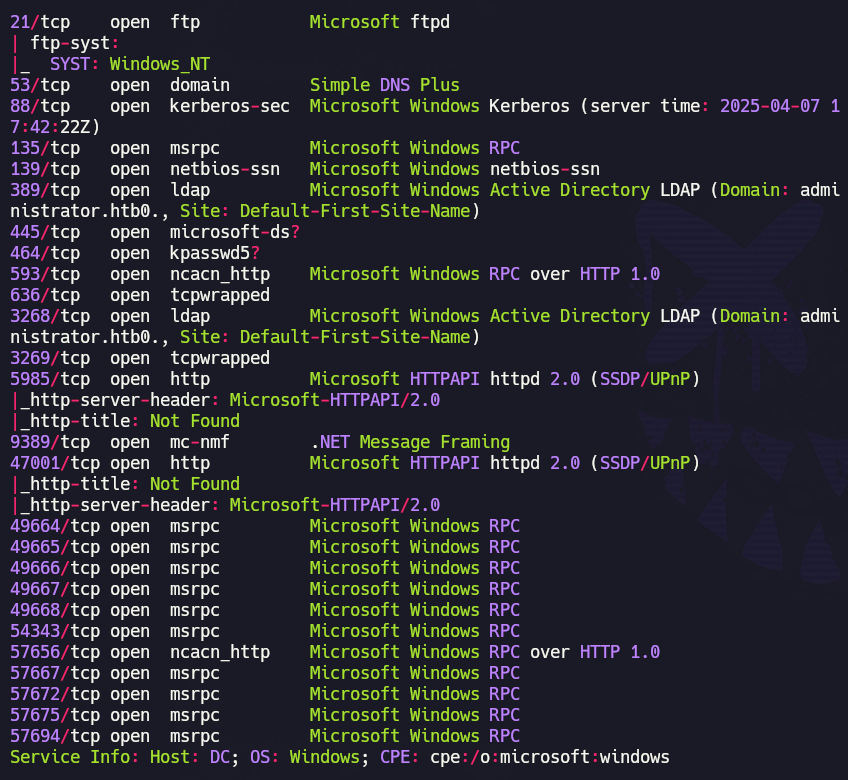 21/tcp    open  ftp           Microsoft ftpd
| ftp-syst:
|_  SYST: Windows_NT
53/tcp    open  domain        Simple DNS Plus
88/tcp    open  kerberos-sec  Microsoft Windows Kerberos (server time: 2025-04-07 1
7:42:22Z)
135/tcp   open  msrpc         Microsoft Windows RPC
139/tcp   open  netbios-ssn   Microsoft Windows netbios-ssn
389/tcp   open  ldap          Microsoft Windows Active Directory LDAP (Domain: admi
nistrator.htb0., Site: Default-First-Site-Name)
445/tcp   open  microsoft-ds?
464/tcp   open  kpasswd5?
593/tcp   open  ncacn_http    Microsoft Windows RPC over HTTP 1.0
636/tcp   open  tcpwrapped
3268/tcp  open  ldap          Microsoft Windows Active Directory LDAP (Domain: admi
nistrator.htb0., Site: Default-First-Site-Name)
3269/tcp  open  tcpwrapped
5985/tcp  open  http          Microsoft HTTPAPI httpd 2.0 (SSDP/UPnP)
|_http-server-header: Microsoft-HTTPAPI/2.0
|_http-title: Not Found
9389/tcp  open  mc-nmf        .NET Message Framing
47001/tcp open  http          Microsoft HTTPAPI httpd 2.0 (SSDP/UPnP)
|_http-title: Not Found
|_http-server-header: Microsoft-HTTPAPI/2.0
49664/tcp open  msrpc         Microsoft Windows RPC
49665/tcp open  msrpc         Microsoft Windows RPC
49666/tcp open  msrpc         Microsoft Windows RPC
49667/tcp open  msrpc         Microsoft Windows RPC
49668/tcp open  msrpc         Microsoft Windows RPC
54343/tcp open  msrpc         Microsoft Windows RPC
57656/tcp open  ncacn_http    Microsoft Windows RPC over HTTP 1.0
57667/tcp open  msrpc         Microsoft Windows RPC
57672/tcp open  msrpc         Microsoft Windows RPC
57675/tcp open  msrpc         Microsoft Windows RPC
57694/tcp open  msrpc         Microsoft Windows RPC
Service Info: Host: DC; OS: Windows; CPE: cpe:/o:microsoft:windows